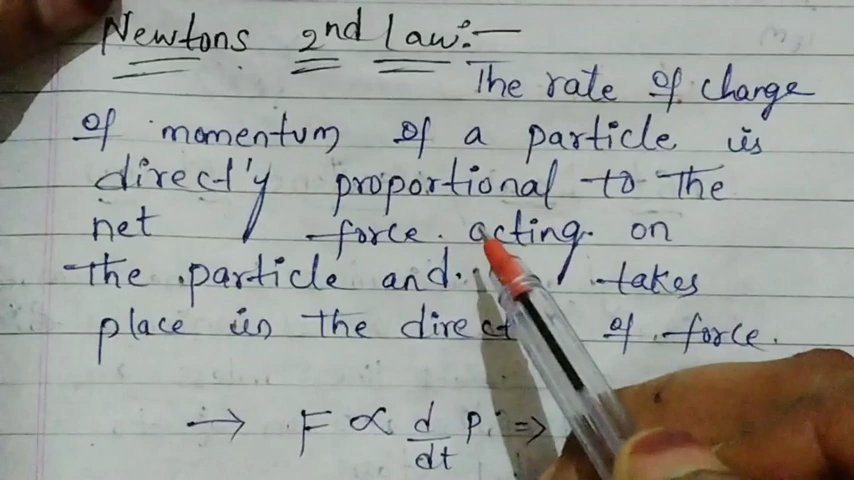 Newtons 2nd Law:-
The rate of change
of momentum of a particle is
directly proportional to the
net force acting on
the particle and takes
place in the direct of force.
→ F ∝ d/dt P. ⇒